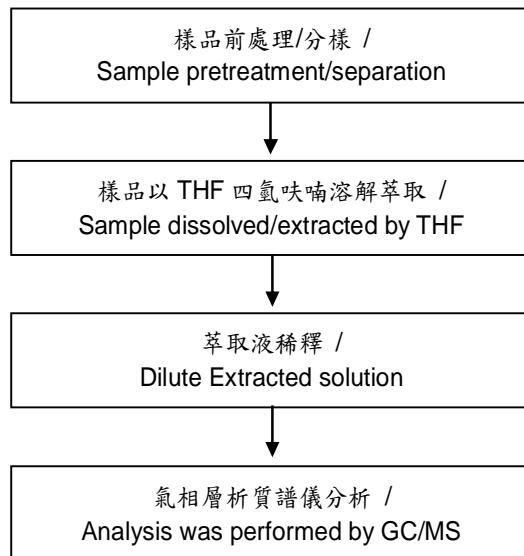 樣品前處理/分樣 /
Sample pretreatment/separation
樣品以 THF 四氫呋喃溶解萃取 /
Sample dissolved/extracted by THF
萃取液稀釋 /
Dilute Extracted solution
氣相層析質譜儀分析 /
Analysis was performed by GC/MS